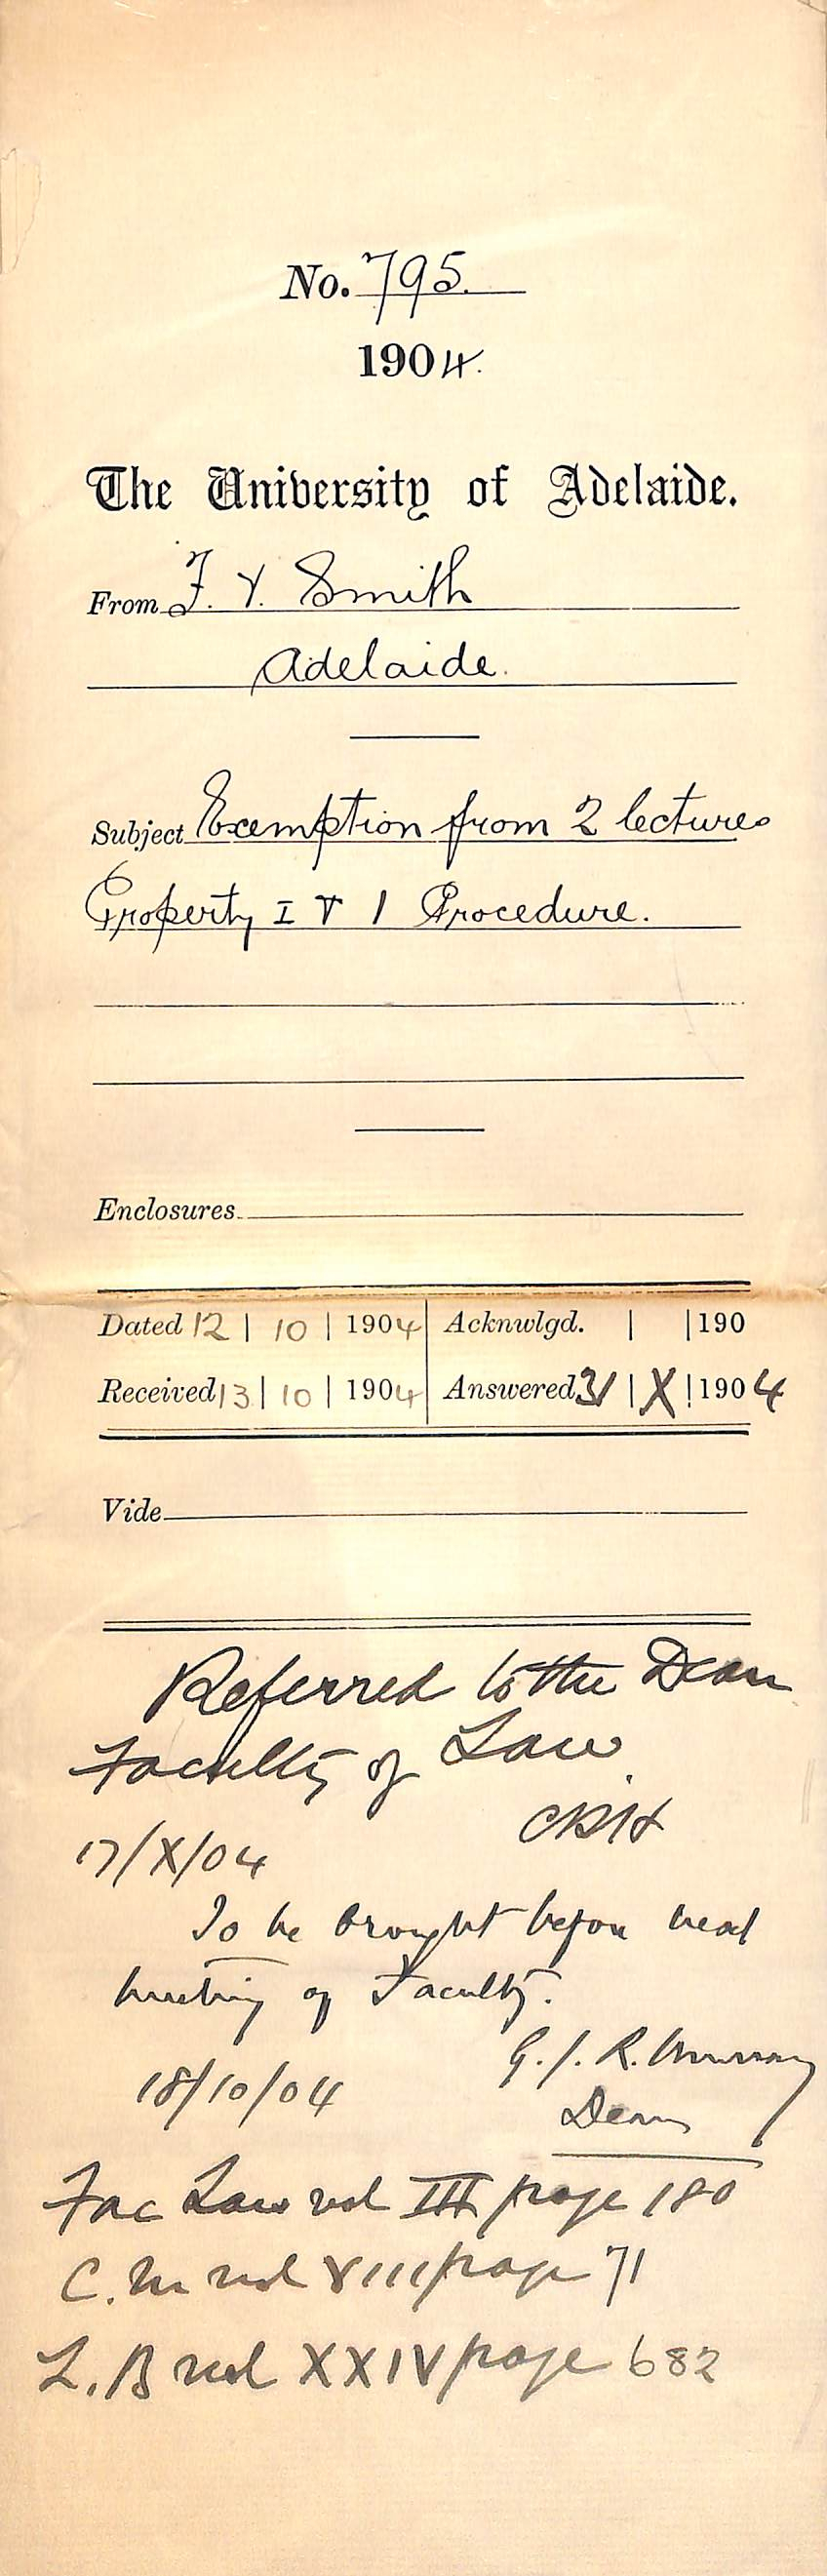 No. 795.
1904.
The University of Adelaide.
From F. V. Smith
Adelaide.
Subject Exemption from 2 lectures
Property I & 1 Procedure.
Enclosures
Dated 12 | 10 | 1904 Acknwlgd. | | 190
Received 13 | 10 | 1904 Answered 31 | X | 1904
Vide
Referred to the Dean
Faculty of Law
CRH
17/X/04
To be brought before next
meeting of Faculty.
G. J. R. Murray
18/10/04
Dean
Fac Law vol III page 180
C. M vol VIII page 71
L. B vol XXIV page 682